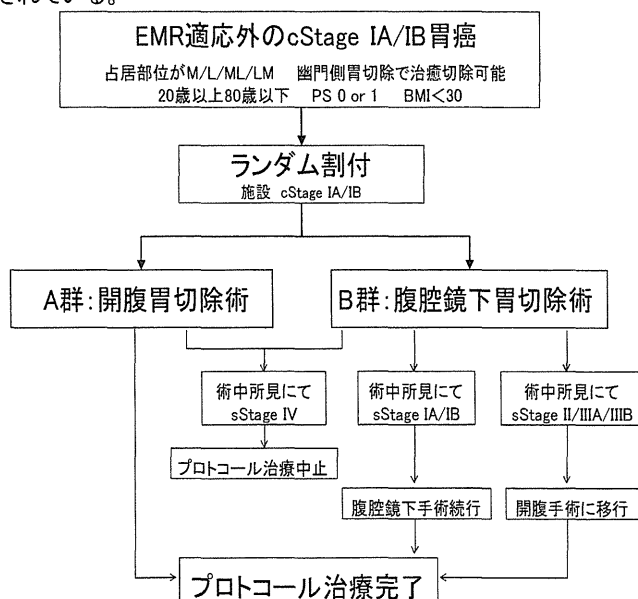 されている。
EMR適応外のcStage IA/IB胃癌
占居部位がM/L/ML/LM 幽門側胃切除で治癒切除可能
20歳以上80歳以下 PS 0 or 1 BMI<30
ランダム割付
施設 cStage IA/IB
A群:開腹胃切除術
B群:腹腔鏡下胃切除術
術中所見にて
sStage IV
術中所見にて
sStage IA/IB
術中所見にて
sStage II/IIIA/IIIB
プロトコール治療中止
腹腔鏡下手術続行
開腹手術に移行
プロトコール治療完了